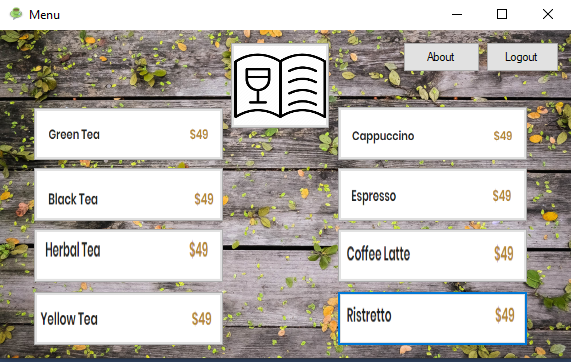 Menu
About
Logout
Green Tea $49
Black Tea $49
Herbal Tea $49
Yellow Tea $49
Cappuccino $49
Espresso $49
Coffee Latte $49
Ristretto $49